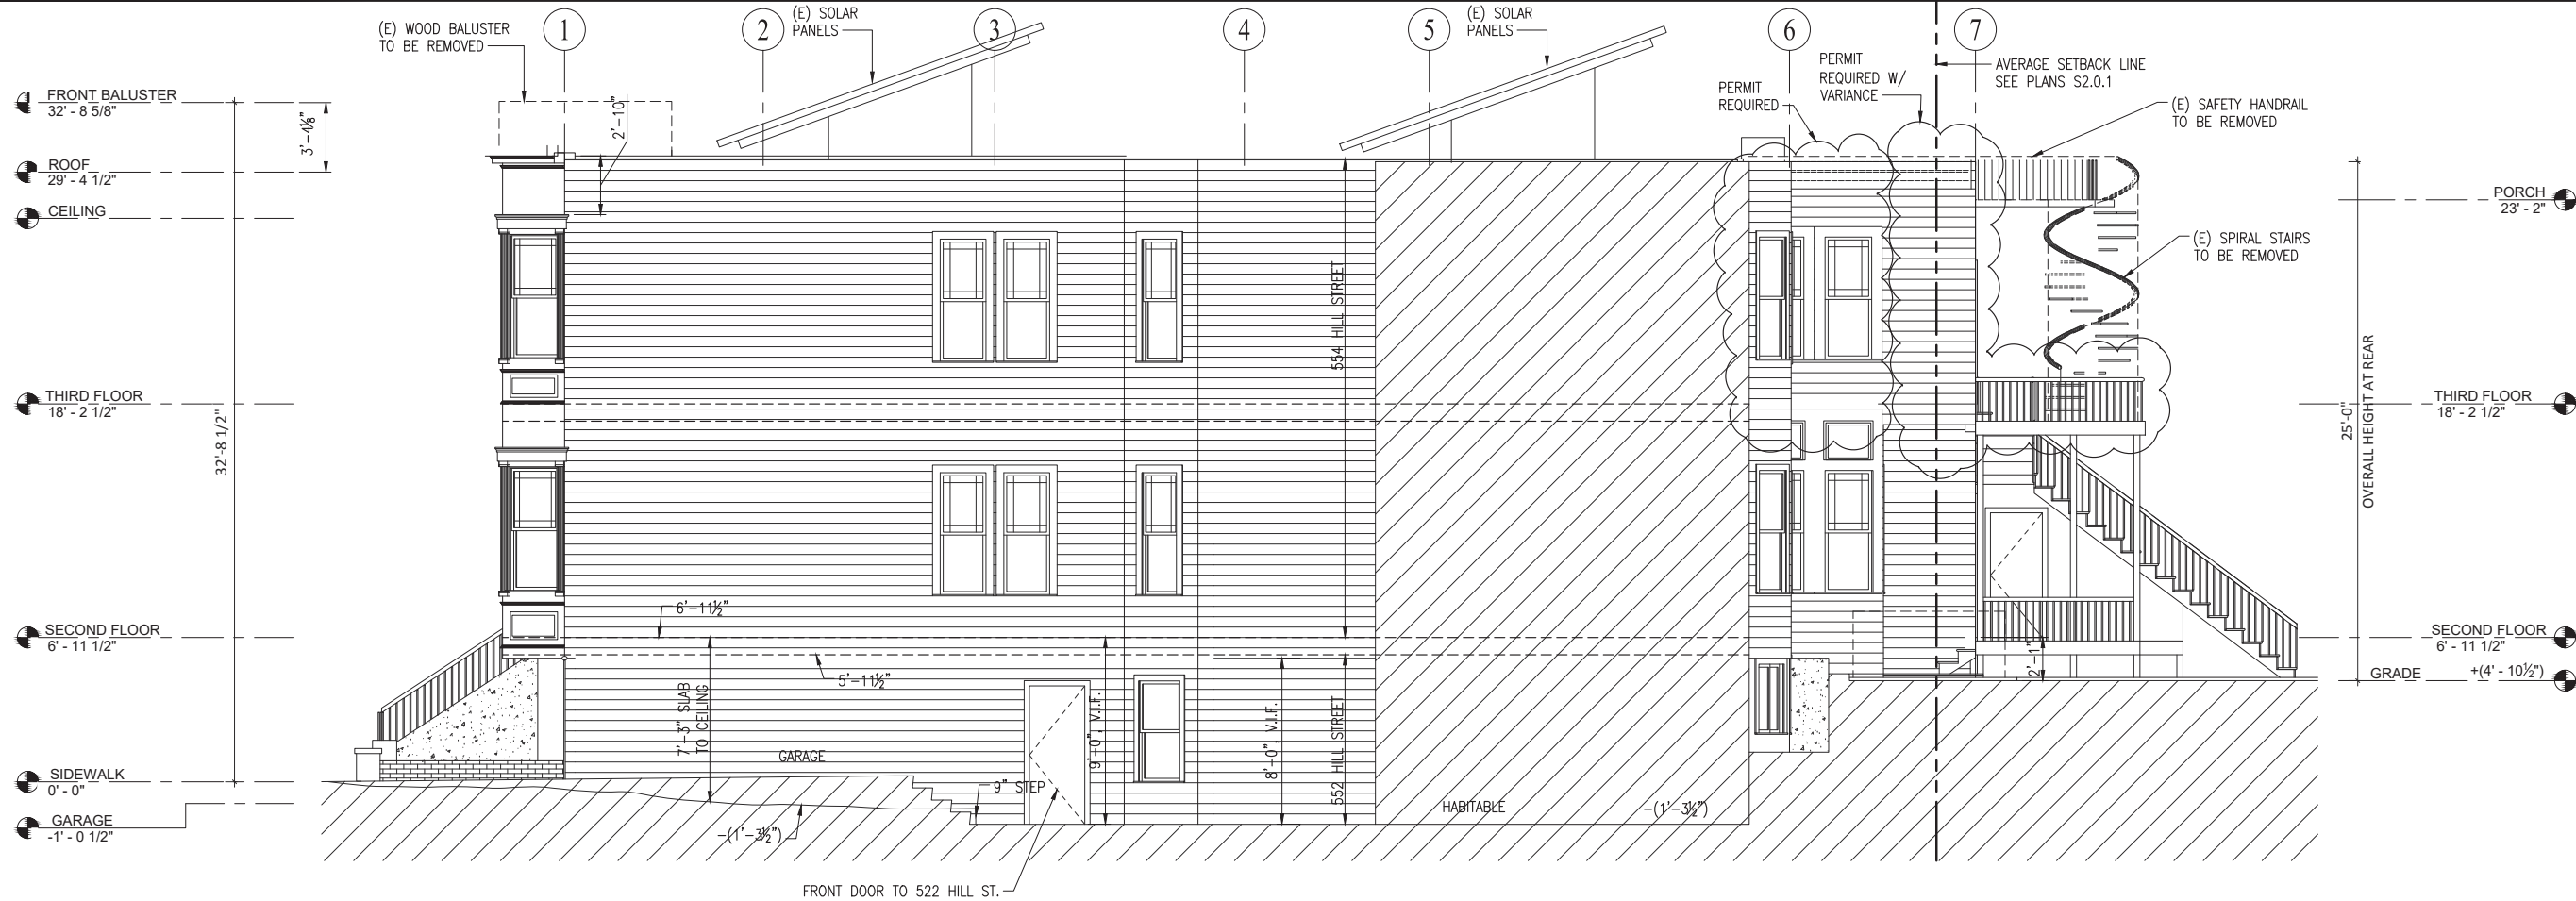 (E) WOOD BALUSTER
TO BE REMOVED
1
2
(E) SOLAR
PANELS
3
4
5
(E) SOLAR
PANELS
6
7
PERMIT
REQUIRED
PERMIT
REQUIRED W/
VARIANCE
AVERAGE SETBACK LINE
SEE PLANS S2.0.1
(E) SAFETY HANDRAIL
TO BE REMOVED
(E) SPIRAL STAIRS
TO BE REMOVED
FRONT BALUSTER
32' - 8 5/8"
ROOF
29' - 4 1/2"
CEILING
THIRD FLOOR
18' - 2 1/2"
SECOND FLOOR
6' - 11 1/2"
SIDEWALK
0' - 0"
GARAGE
-1' - 0 1/2"
3'-4⅛"
32'-8 1/2"
2'-10"
554 HILL STREET
6'-11½"
5'-11½"
7'-3" SLAB
TO CEILING
GARAGE
9" STEP
9'-0", V.I.F.
8'-0", V.I.F.
552 HILL STREET
-(1'-3½")
FRONT DOOR TO 522 HILL ST.
HABITABLE
-(1'-3½")
2'-1"
25'-0"
OVERALL HEIGHT AT REAR
PORCH
23' - 2"
THIRD FLOOR
18' - 2 1/2"
SECOND FLOOR
6' - 11 1/2"
GRADE
+(4' - 10½")